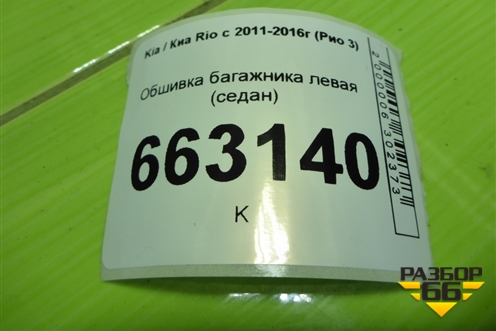 Kia / Киа Rio с 2011-2016г (Рио 3)
Обшивка багажника левая
(седан)
663140
К
2000006302373
РАЗБОР
66